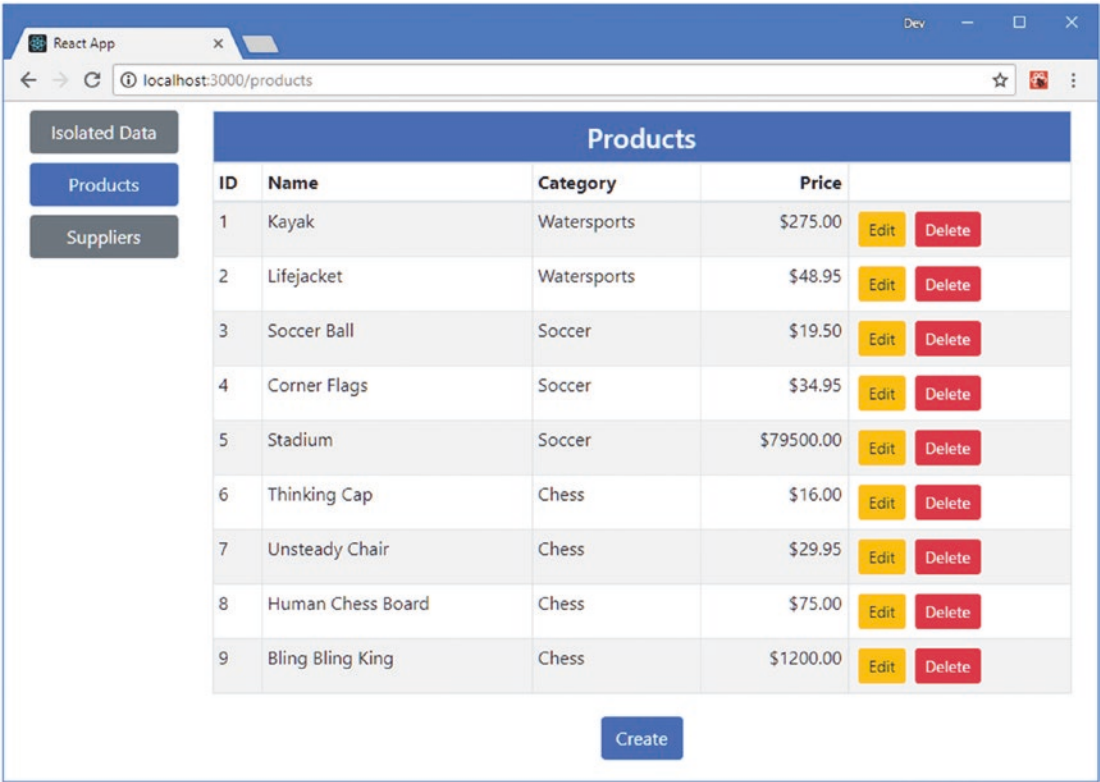 Dev
React App
localhost:3000/products
Isolated Data
Products
Suppliers
Products
ID Name Category Price
1 Kayak Watersports $275.00 Edit Delete
2 Lifejacket Watersports $48.95 Edit Delete
3 Soccer Ball Soccer $19.50 Edit Delete
4 Corner Flags Soccer $34.95 Edit Delete
5 Stadium Soccer $79500.00 Edit Delete
6 Thinking Cap Chess $16.00 Edit Delete
7 Unsteady Chair Chess $29.95 Edit Delete
8 Human Chess Board Chess $75.00 Edit Delete
9 Bling Bling King Chess $1200.00 Edit Delete
Create